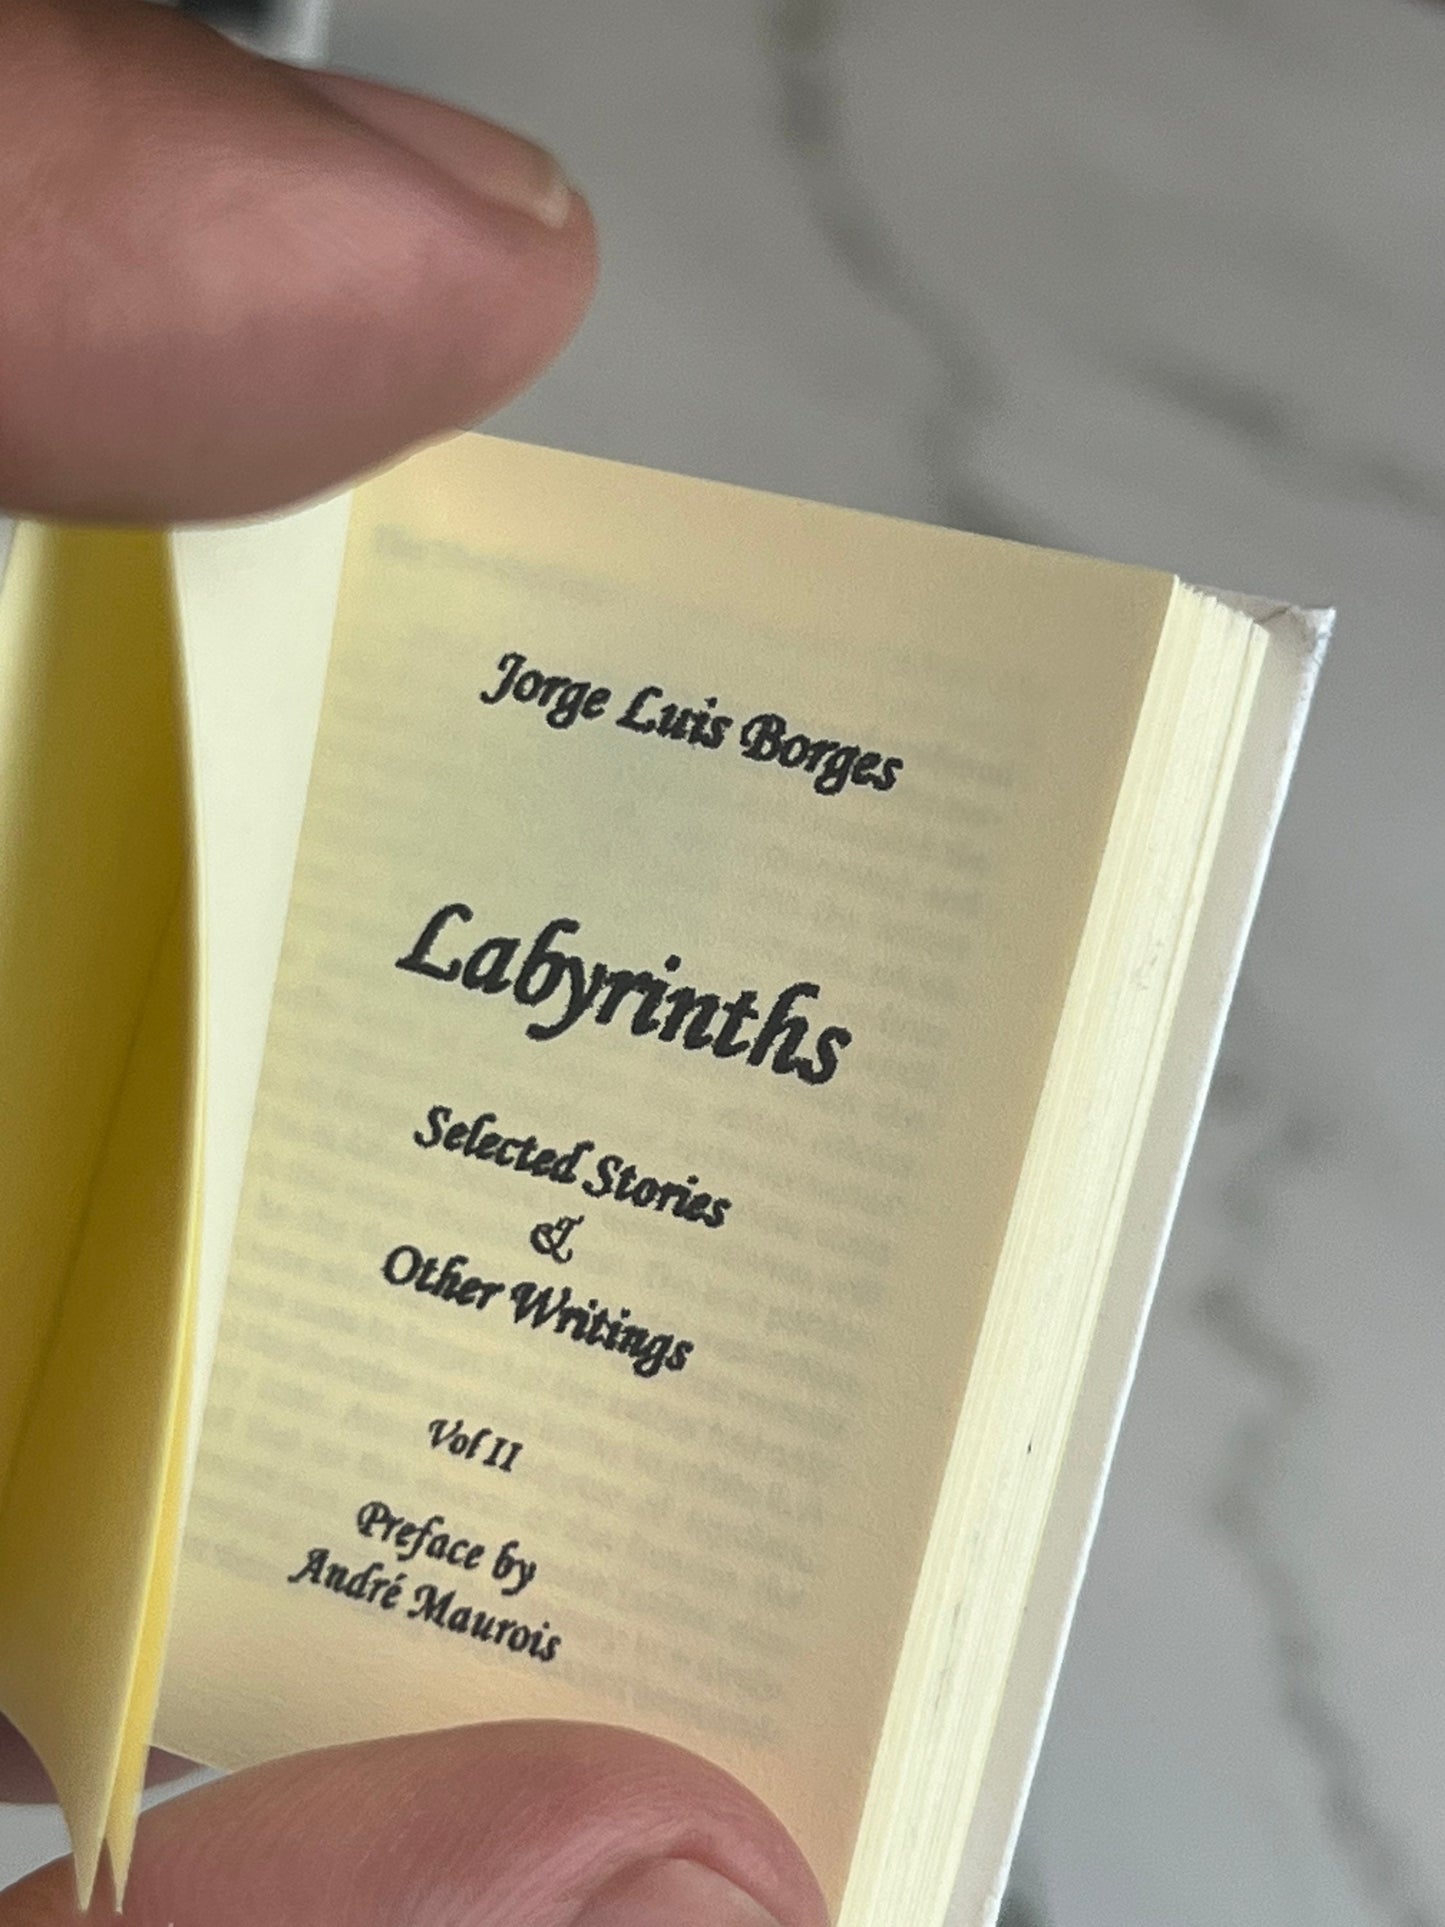 Jorge Luis Borges
Labyrinths
Selected Stories
&
Other Writings
Vol II
Preface by
André Maurois